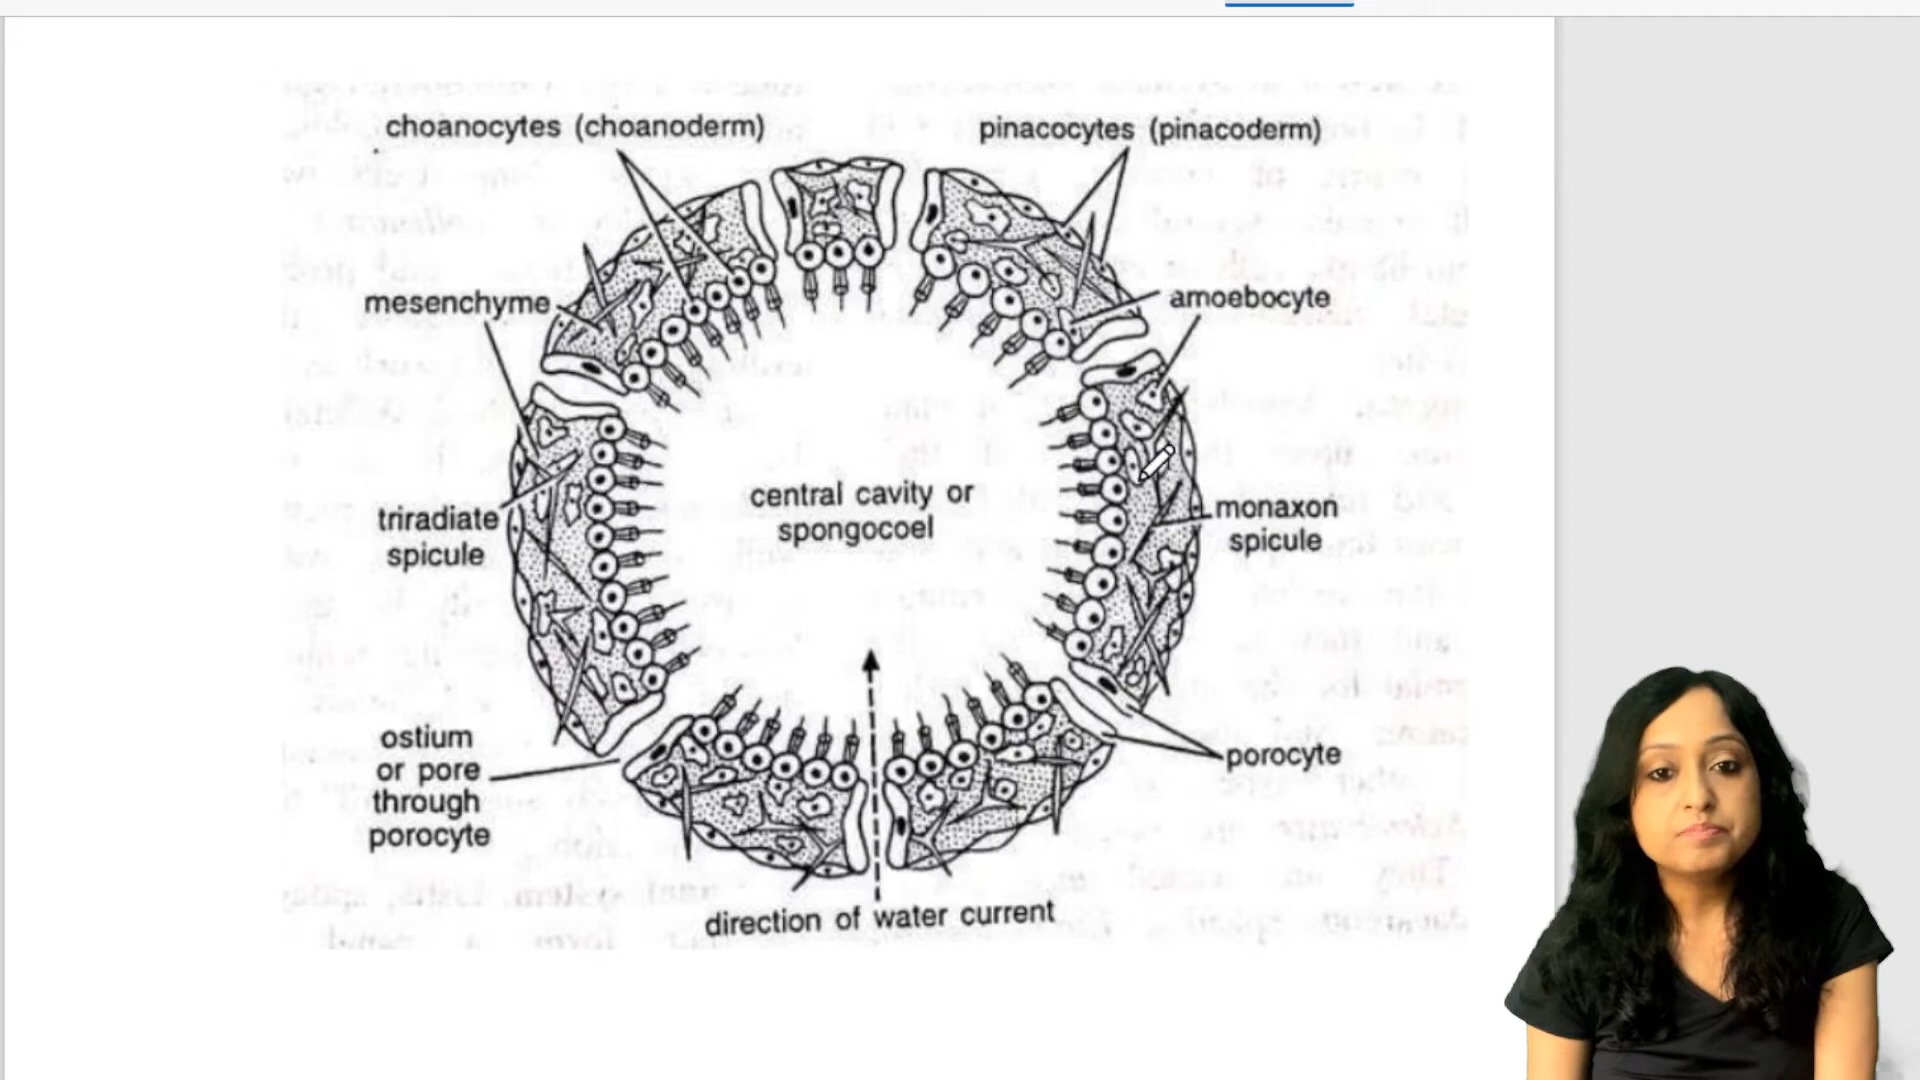 choanocytes (choanoderm)
pinacocytes (pinacoderm)
mesenchyme
amoebocyte
triradiate
spicule
central cavity or
spongocoel
monaxon
spicule
ostium
or pore
through
porocyte
porocyte
direction of water current